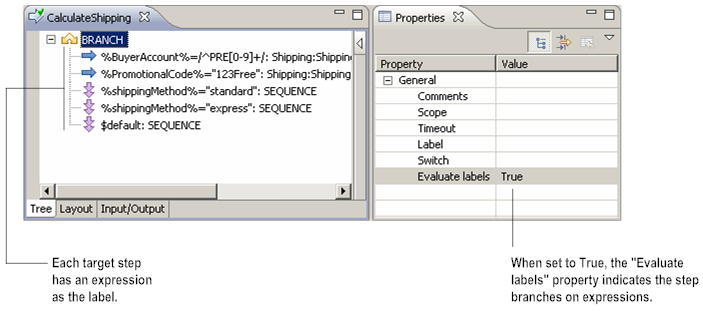 CalculateShipping
BRANCH
%BuyerAccount%=/^PRE[0-9]+/: Shipping:Shipping
%PromotionalCode%="123Free": Shipping:Shipping
%shippingMethod%="standard": SEQUENCE
%shippingMethod%="express": SEQUENCE
$default: SEQUENCE
Tree Layout Input/Output
Properties
Property Value
General
Comments
Scope
Timeout
Label
Switch
Evaluate labels True
Each target step
has an expression
as the label.
When set to True, the "Evaluate
labels" property indicates the step
branches on expressions.